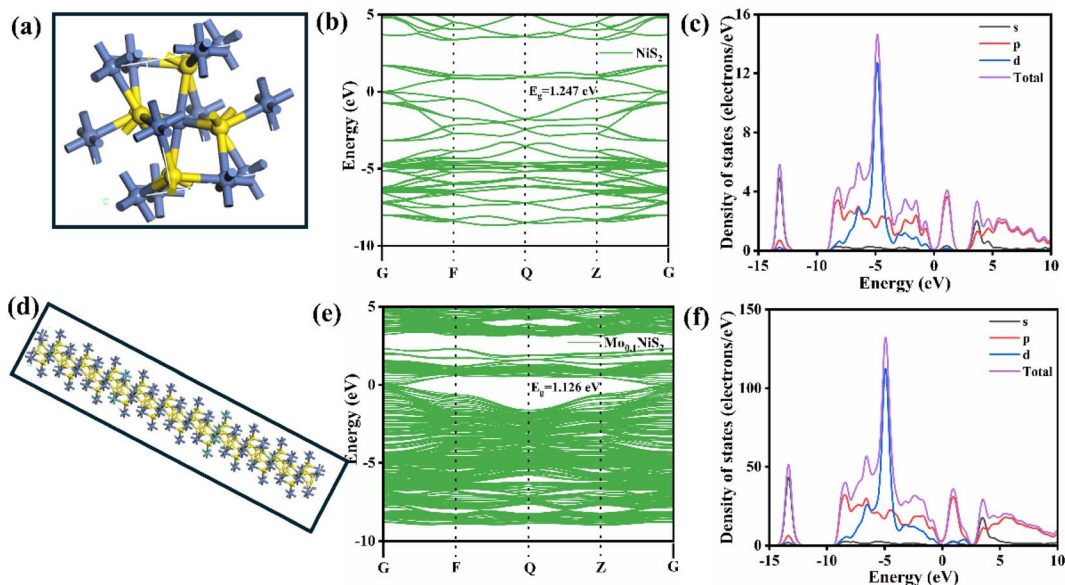 (a)
(b)
5
0
-5
-10
Energy (eV)
NiS2
Eg=1.247 eV
G
F
Q
Z
G
(c)
16
12
8
4
0
Density of states (electrons/eV)
s
p
d
Total
-15
-10
-5
0
5
10
Energy (eV)
(d)
(e)
5
0
-5
-10
Energy (eV)
Mo0.1NiS2
Eg=1.126 eV
G
F
Q
Z
G
(f)
150
100
50
0
Density of states (electrons/eV)
s
p
d
Total
-15
-10
-5
0
5
10
Energy (eV)